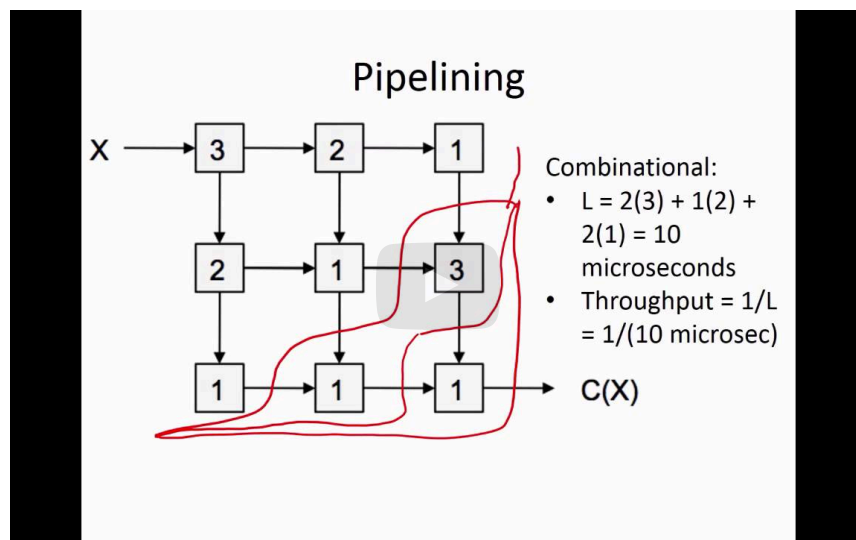 Pipelining
X 3 2 1
Combinational:
• L = 2(3) + 1(2) +
2(1) = 10
microseconds
2 1 3
• Throughput = 1/L
= 1/(10 microsec)
1 1 1 C(X)